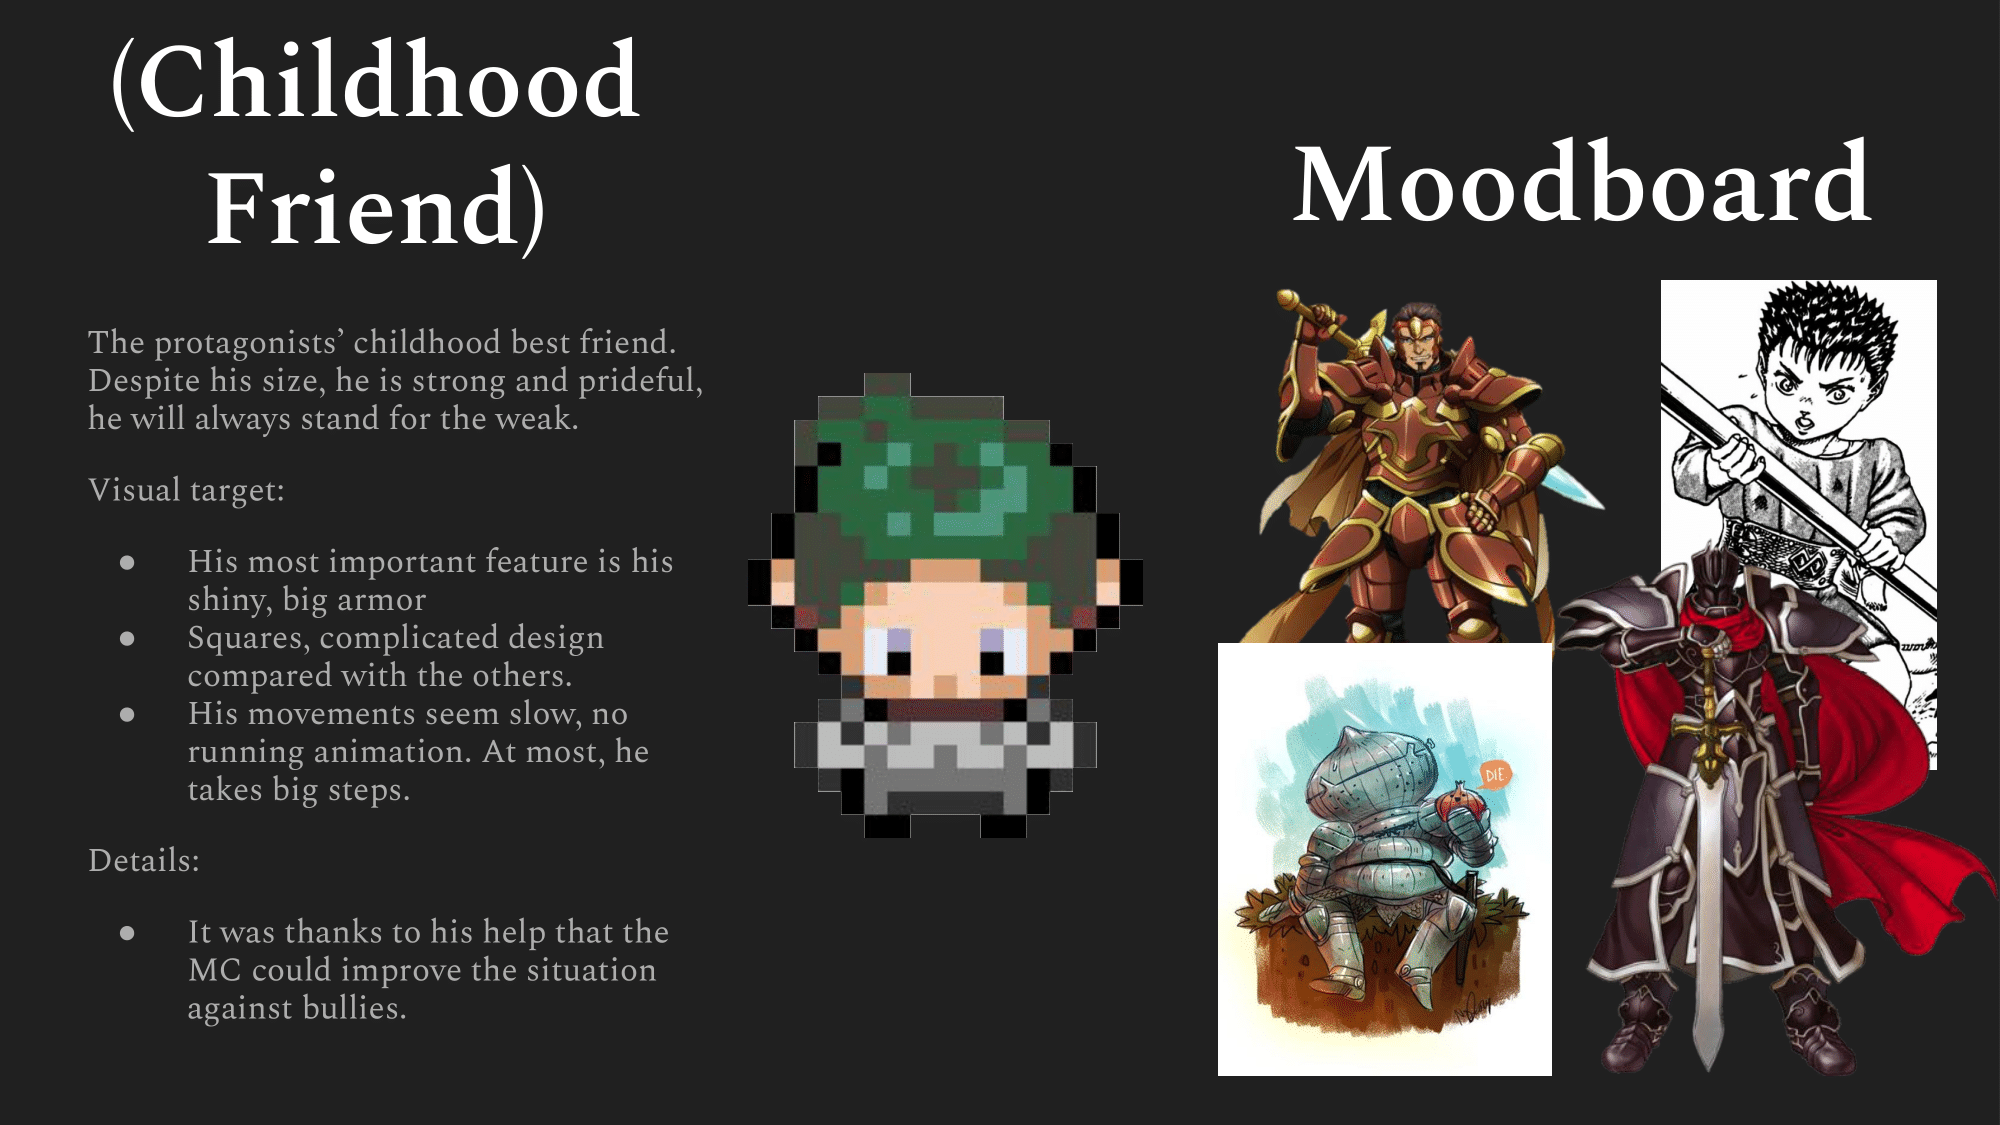 (Childhood
Friend)
Moodboard
The protagonists’ childhood best friend.
Despite his size, he is strong and prideful,
he will always stand for the weak.
Visual target:
● His most important feature is his
shiny, big armor
● Squares, complicated design
compared with the others.
● His movements seem slow, no
running animation. At most, he
takes big steps.
Details:
● It was thanks to his help that the
MC could improve the situation
against bullies.
DIE